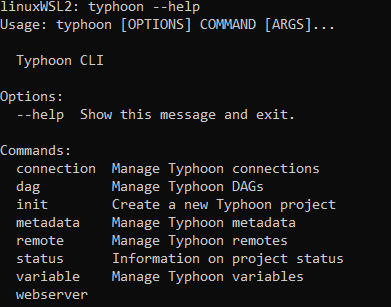 linuxWSL2: typhoon --help
Usage: typhoon [OPTIONS] COMMAND [ARGS]...
Typhoon CLI
Options:
--help  Show this message and exit.
Commands:
connection  Manage Typhoon connections
dag         Manage Typhoon DAGs
init        Create a new Typhoon project
metadata    Manage Typhoon metadata
remote      Manage Typhoon remotes
status      Information on project status
variable    Manage Typhoon variables
webserver